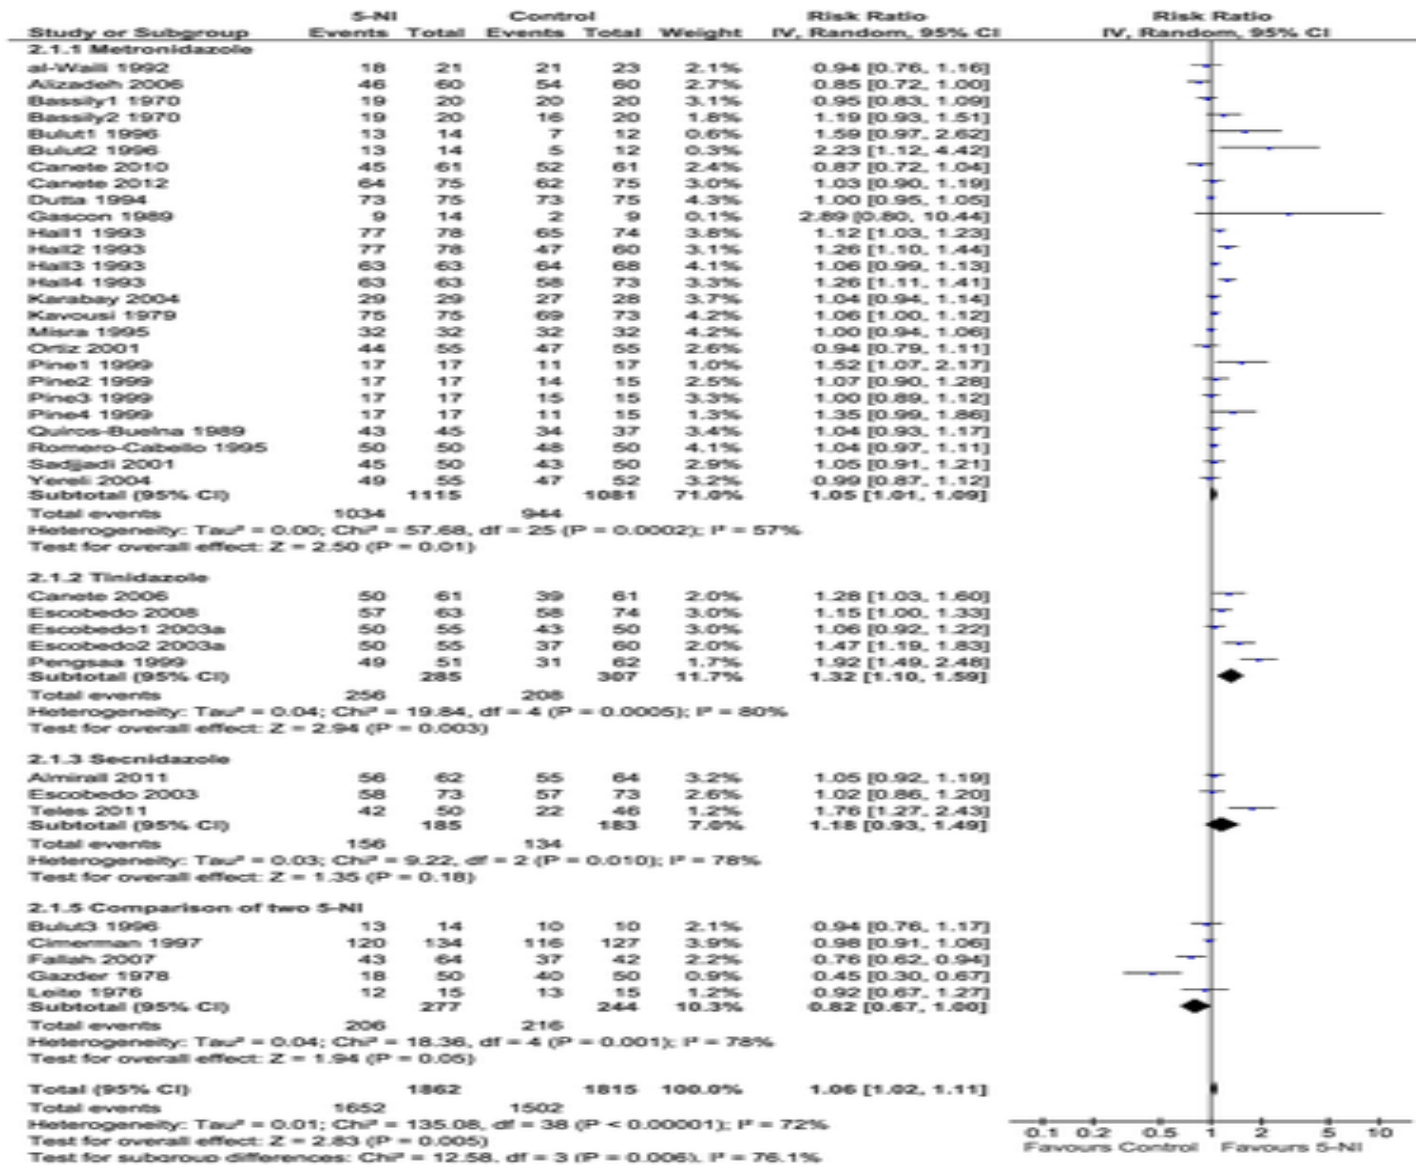 5-NI Control Risk Ratio Risk Ratio
Study or Subgroup Events Total Events Total Weight IV, Random, 95% CI IV, Random, 95% CI
2.1.1 Metronidazole
al-Waili 1992 18 21 21 23 2.1% 0.94 [0.76, 1.16]
Alizadeh 2006 46 60 54 60 2.7% 0.85 [0.72, 1.00]
Bassily1 1970 19 20 20 20 3.1% 0.95 [0.83, 1.09]
Bassily2 1970 19 20 16 20 1.8% 1.19 [0.93, 1.51]
Bulut1 1996 13 14 7 12 0.6% 1.59 [0.97, 2.62]
Bulut2 1996 13 14 5 12 0.3% 2.23 [1.12, 4.42]
Canete 2010 45 61 52 61 2.4% 0.87 [0.72, 1.04]
Canete 2012 64 75 62 75 3.0% 1.03 [0.90, 1.19]
Dutta 1994 73 75 73 75 4.3% 1.00 [0.95, 1.05]
Gascon 1989 9 14 2 9 0.1% 2.89 [0.80, 10.44]
Hall1 1993 77 78 65 74 3.8% 1.12 [1.03, 1.23]
Hall2 1993 77 78 47 60 3.1% 1.26 [1.10, 1.44]
Hall3 1993 63 63 64 68 4.1% 1.06 [0.99, 1.13]
Hall4 1993 63 63 58 73 3.3% 1.26 [1.11, 1.41]
Karabay 2004 29 29 27 28 3.7% 1.04 [0.94, 1.14]
Kavousi 1979 75 75 69 73 4.2% 1.06 [1.00, 1.12]
Misra 1995 32 32 32 32 4.2% 1.00 [0.94, 1.06]
Ortiz 2001 44 55 47 55 2.6% 0.94 [0.79, 1.11]
Pine1 1999 17 17 11 17 1.0% 1.52 [1.07, 2.17]
Pine2 1999 17 17 14 15 2.5% 1.07 [0.90, 1.28]
Pine3 1999 17 17 15 15 3.3% 1.00 [0.89, 1.12]
Pine4 1999 17 17 11 15 1.3% 1.35 [0.99, 1.86]
Quiros-Buelna 1989 43 45 34 37 3.4% 1.04 [0.93, 1.17]
Romero-Cabello 1995 50 50 48 50 4.1% 1.04 [0.97, 1.11]
Sadjjadi 2001 45 50 43 50 2.9% 1.05 [0.91, 1.21]
Yereli 2004 49 55 47 52 3.2% 0.99 [0.87, 1.12]
Subtotal (95% CI) 1115 1081 71.0% 1.05 [1.01, 1.09]
Total events 1034 944
Heterogeneity: Tau² = 0.00; Chi² = 57.68, df = 25 (P = 0.0002); I² = 57%
Test for overall effect: Z = 2.50 (P = 0.01)
2.1.2 Tinidazole
Canete 2006 50 61 39 61 2.0% 1.28 [1.03, 1.60]
Escobedo 2008 57 63 58 74 3.0% 1.15 [1.00, 1.33]
Escobedo1 2003a 50 55 43 50 3.0% 1.06 [0.92, 1.22]
Escobedo2 2003a 50 55 37 60 2.0% 1.47 [1.19, 1.83]
Pengsaa 1999 49 51 31 62 1.7% 1.92 [1.49, 2.48]
Subtotal (95% CI) 285 307 11.7% 1.32 [1.10, 1.59]
Total events 256 208
Heterogeneity: Tau² = 0.04; Chi² = 19.84, df = 4 (P = 0.0005); I² = 80%
Test for overall effect: Z = 2.94 (P = 0.003)
2.1.3 Secnidazole
Almirall 2011 56 62 55 64 3.2% 1.05 [0.92, 1.19]
Escobedo 2003 58 73 57 73 2.6% 1.02 [0.86, 1.20]
Teles 2011 42 50 22 46 1.2% 1.76 [1.27, 2.43]
Subtotal (95% CI) 185 183 7.0% 1.18 [0.93, 1.49]
Total events 156 134
Heterogeneity: Tau² = 0.03; Chi² = 9.22, df = 2 (P = 0.010); I² = 78%
Test for overall effect: Z = 1.35 (P = 0.18)
2.1.5 Comparison of two 5-NI
Bulut3 1996 13 14 10 10 2.1% 0.94 [0.76, 1.17]
Cimerman 1997 120 134 116 127 3.9% 0.98 [0.91, 1.06]
Fallah 2007 43 64 37 42 2.2% 0.76 [0.62, 0.94]
Gazder 1978 18 50 40 50 0.9% 0.45 [0.30, 0.67]
Leite 1976 12 15 13 15 1.2% 0.92 [0.67, 1.27]
Subtotal (95% CI) 277 244 10.3% 0.82 [0.67, 1.00]
Total events 206 216
Heterogeneity: Tau² = 0.04; Chi² = 18.36, df = 4 (P = 0.001); I² = 78%
Test for overall effect: Z = 1.94 (P = 0.05)
Total (95% CI) 1862 1815 100.0% 1.06 [1.02, 1.11]
Total events 1652 1502
Heterogeneity: Tau² = 0.01; Chi² = 135.08, df = 38 (P < 0.00001); I² = 72%
0.1 0.2 0.5 1 2 5 10
Test for overall effect: Z = 2.83 (P = 0.005)
Favours Control Favours 5-NI
Test for subgroup differences: Chi² = 12.58, df = 3 (P = 0.006), I² = 76.1%